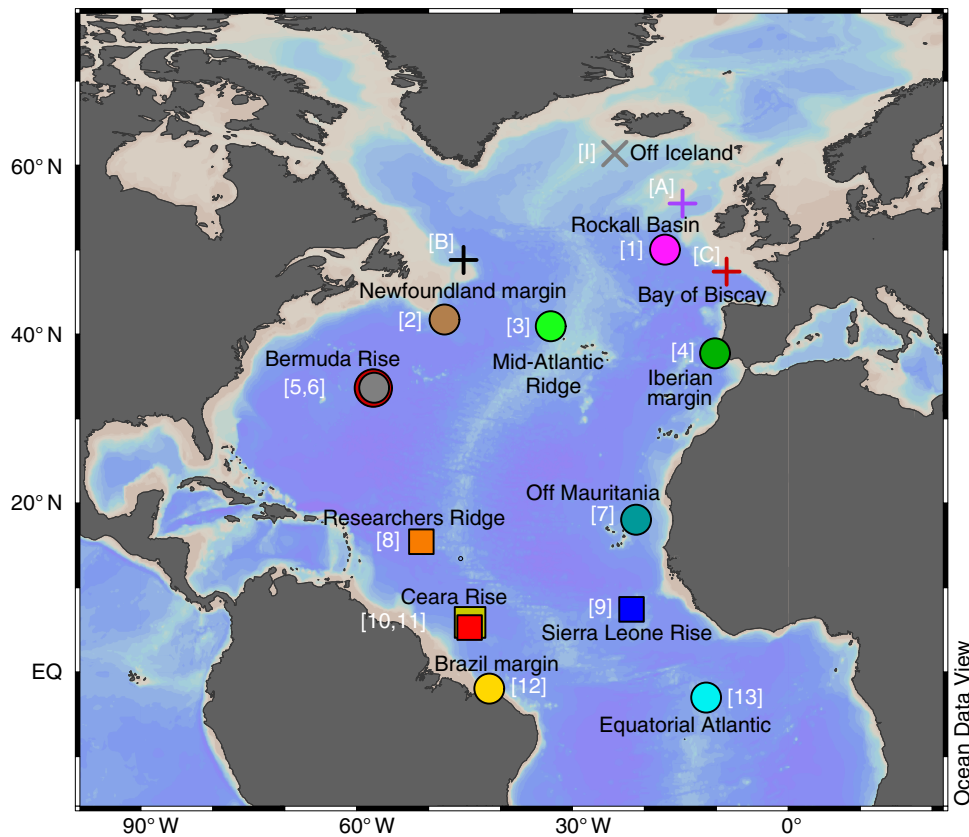 60° N
40° N
20° N
EQ
90° W
60° W
30° W
0°
[I] Off Iceland
[A]
Rockall Basin
[1]
[B]
[C]
Newfoundland margin
Bay of Biscay
[2]
[3]
[4]
Bermuda Rise
[5,6]
Mid-Atlantic
Ridge
Iberian
margin
Off Mauritania
[7]
Researchers Ridge
[8]
Ceara Rise
[10,11]
[9]
Sierra Leone Rise
Brazil margin
[12]
[13]
Equatorial Atlantic
Ocean Data View